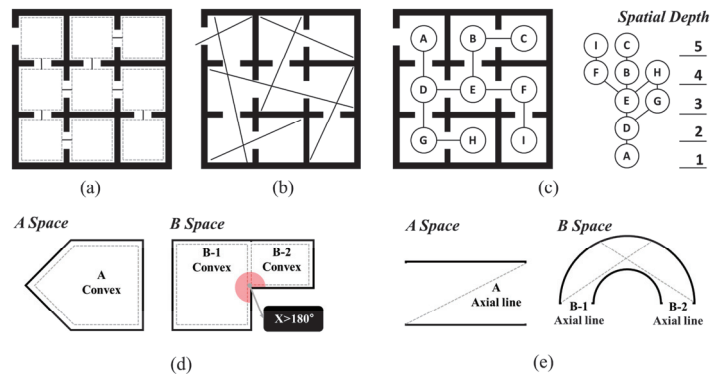 Spatial Depth
A
B
C
D
E
F
G
H
I
I
C
5
F
B
H
4
E
G
3
D
2
A
1
(a)
(b)
(c)
A Space
B Space
A
Convex
B-1
Convex
B-2
Convex
X>180°
(d)
A Space
B Space
A
Axial line
B-1
Axial line
B-2
Axial line
(e)